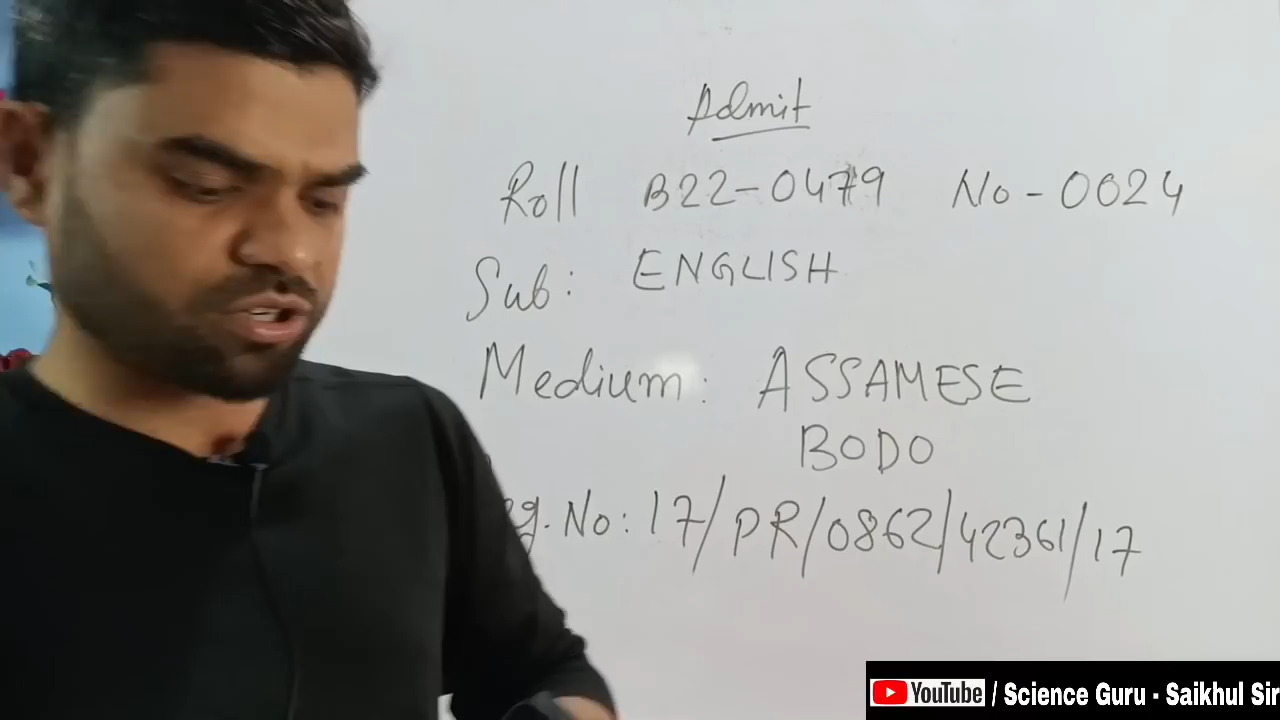 Admit
Roll B22-0479 No-0024
Sub: ENGLISH
Medium: ASSAMESE
BODO
eg. No: 17/PR/0862/42361/17
YouTube / Science Guru - Saikhul Sir